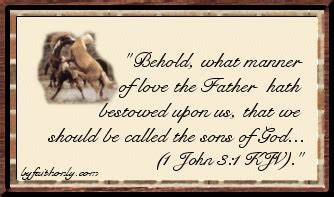 "Behold, what manner
of love the Father hath
bestowed upon us, that we
should be called the sons of God...
(1 John 3:1 KJV)."
byfaithonly.com